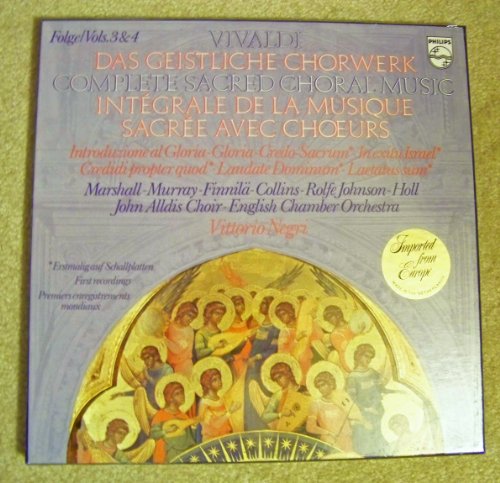 Folge/Vols.3&4
VIVALDI
PHILIPS
DAS GEISTLICHE CHORWERK
COMPLETE SACRED CHORAL MUSIC
INTÉGRALE DE LA MUSIQUE
SACRÉE AVEC CHŒURS
Introduzione al Gloria-Gloria-Credo-Sacrum*-In exitu Israel*
Credidi propter quod*-Laudate Dominum*-Laetatus sum*
Marshall-Murray-Finnilä-Collins-Rolfe Johnson-Holl
John Alldis Choir-English Chamber Orchestra
Vittorio Negri
*Erstmalig auf Schallplatten
First recordings
Premiers enregistrements
mondiaux
Imported
from
Europe